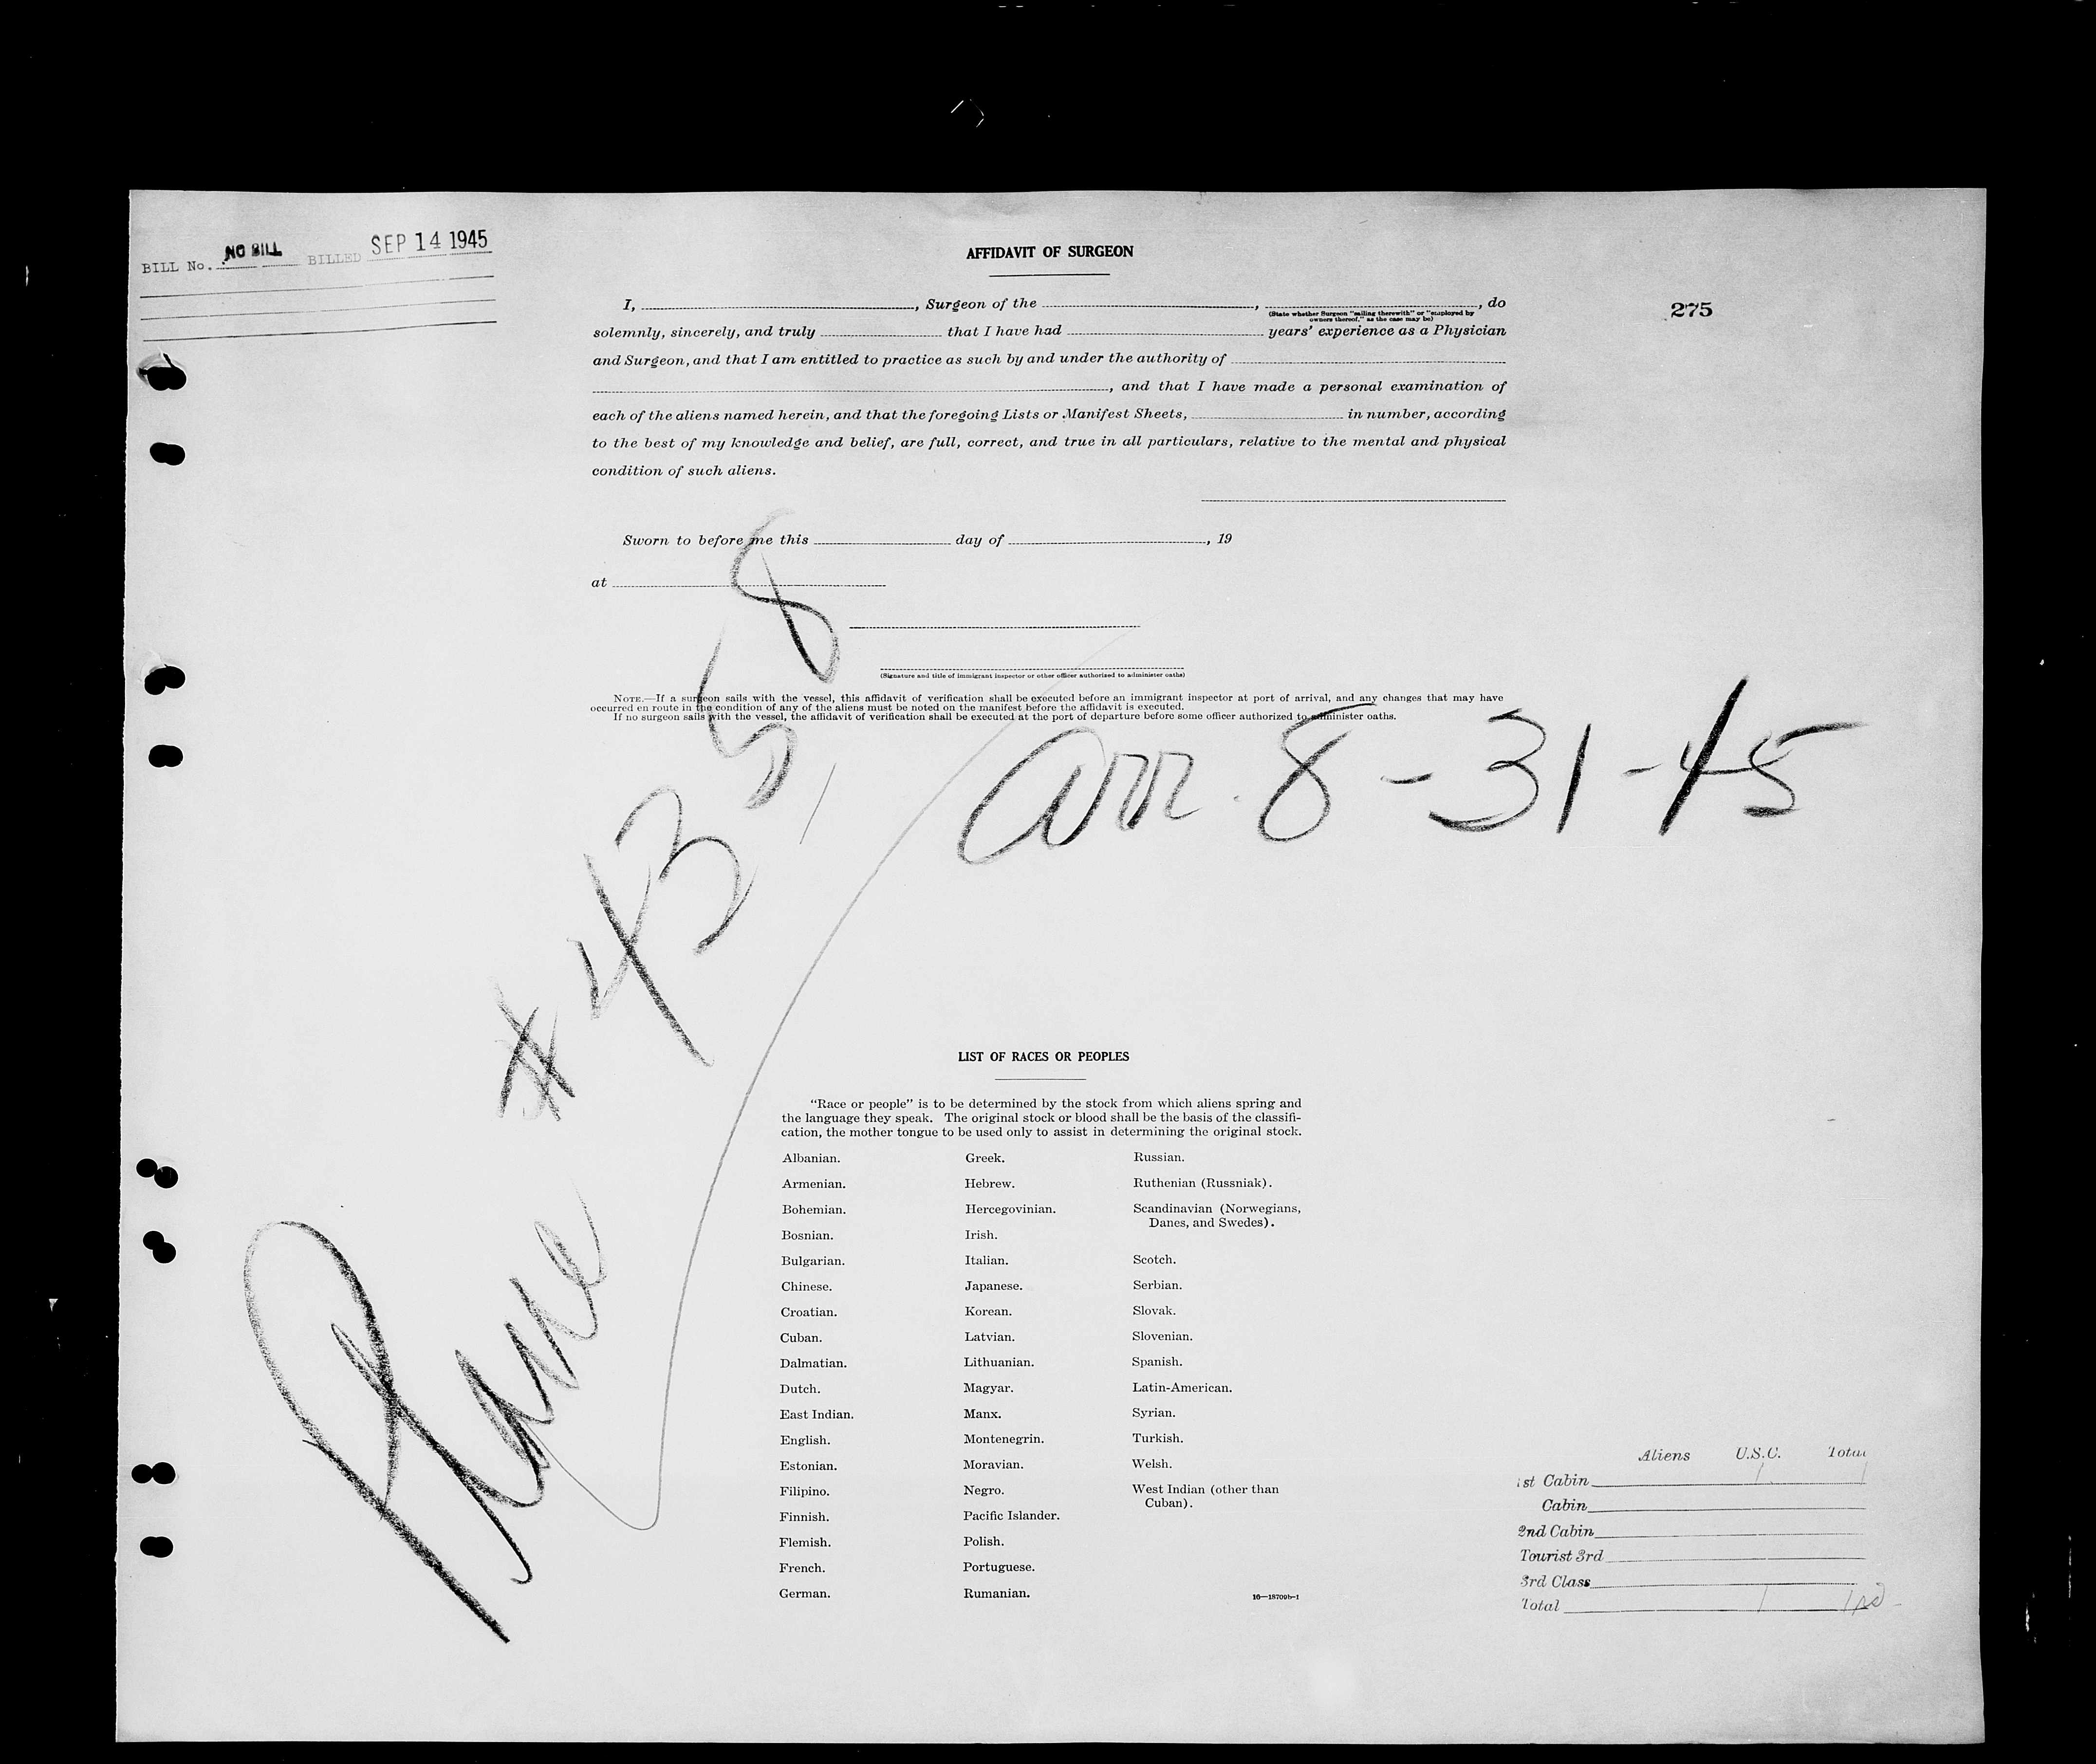 BILL No. NO BILL BILLED SEP 14 1945
AFFIDAVIT OF SURGEON
275
I, , Surgeon of the , , do
(State whether Surgeon "sailing therewith" or "employed by
owners thereof," as the case may be)
solemnly, sincerely, and truly that I have had years' experience as a Physician
and Surgeon, and that I am entitled to practice as such by and under the authority of
, and that I have made a personal examination of
each of the aliens named herein, and that the foregoing Lists or Manifest Sheets, in number, according
to the best of my knowledge and belief, are full, correct, and true in all particulars, relative to the mental and physical
condition of such aliens.
Sworn to before me this day of , 19
at
(Signature and title of immigrant inspector or other officer authorized to administer oaths)
NOTE.—If a surgeon sails with the vessel, this affidavit of verification shall be executed before an immigrant inspector at port of arrival, and any changes that may have
occurred en route in the condition of any of the aliens must be noted on the manifest before the affidavit is executed.
If no surgeon sails with the vessel, the affidavit of verification shall be executed at the port of departure before some officer authorized to administer oaths.
Plane #4358
arr. 8-31-45
LIST OF RACES OR PEOPLES
"Race or people" is to be determined by the stock from which aliens spring and
the language they speak. The original stock or blood shall be the basis of the classifi-
cation, the mother tongue to be used only to assist in determining the original stock.
Albanian. Greek. Russian.
Armenian. Hebrew. Ruthenian (Russniak).
Bohemian. Hercegovinian. Scandinavian (Norwegians,
Danes, and Swedes).
Bosnian. Irish.
Bulgarian. Italian. Scotch.
Chinese. Japanese. Serbian.
Croatian. Korean. Slovak.
Cuban. Latvian. Slovenian.
Dalmatian. Lithuanian. Spanish.
Dutch. Magyar. Latin-American.
East Indian. Manx. Syrian.
English. Montenegrin. Turkish.
Estonian. Moravian. Welsh.
Filipino. Negro. West Indian (other than
Cuban).
Finnish. Pacific Islander.
Flemish. Polish.
French. Portuguese.
German. Rumanian.
16—18709b-1
Aliens U.S.C. Total
1st Cabin 1 1
Cabin
2nd Cabin
Tourist 3rd
3rd Class
Total 1 1